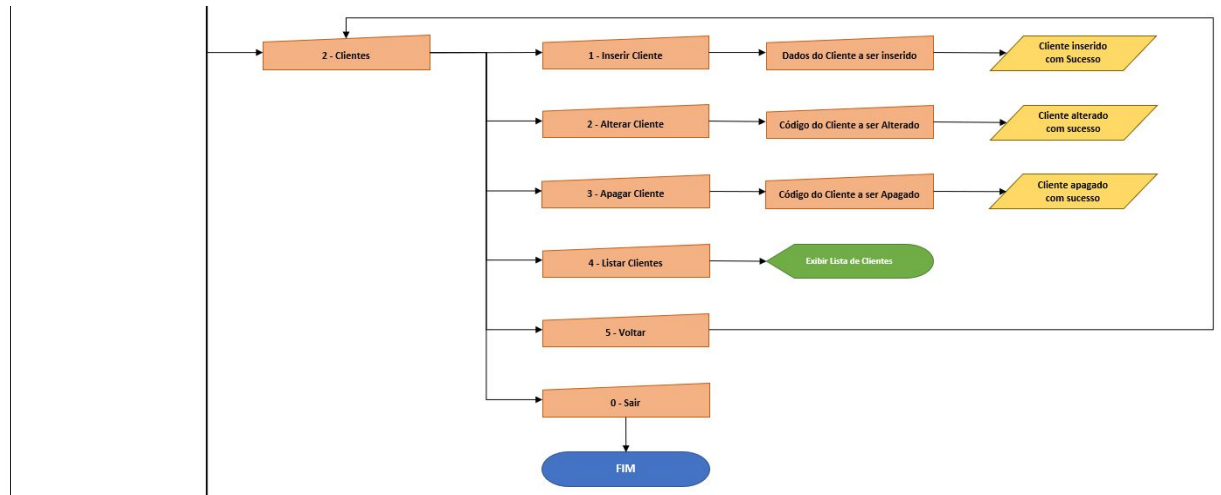 2 - Clientes
1 - Inserir Cliente
Dados do Cliente a ser inserido
Cliente inserido
com Sucesso
2 - Alterar Cliente
Código do Cliente a ser Alterado
Cliente alterado
com sucesso
3 - Apagar Cliente
Código do Cliente a ser Apagado
Cliente apagado
com sucesso
4 - Listar Clientes
Exibir Lista de Clientes
5 - Voltar
0 - Sair
FIM